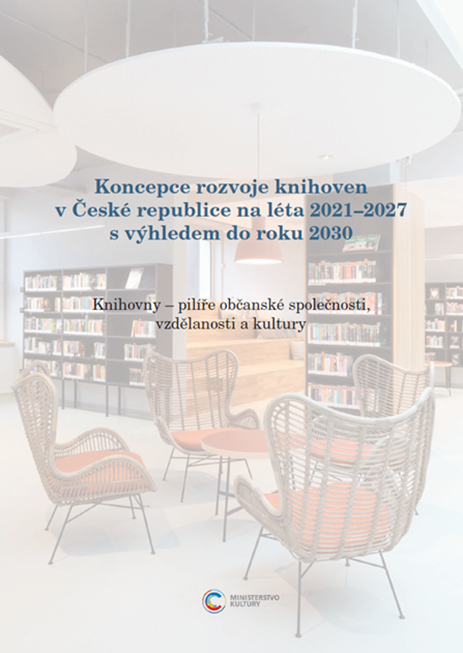 Koncepce rozvoje knihoven
v České republice na léta 2021–2027
s výhledem do roku 2030
Knihovny – pilíře občanské společnosti,
vzdělanosti a kultury
MINISTERSTVO
KULTURY